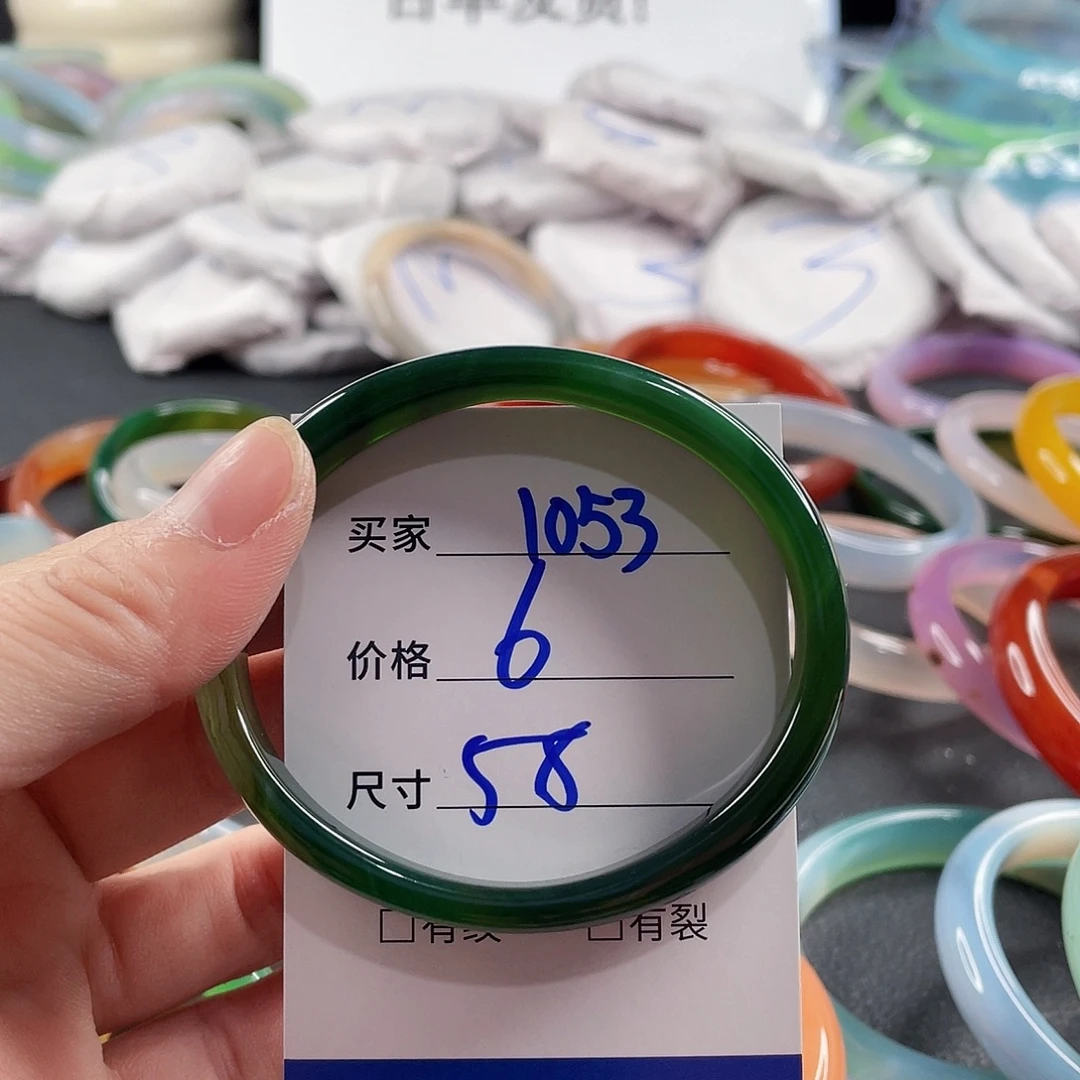 买家 1053
价格 6
尺寸 58
□有纹 □有裂